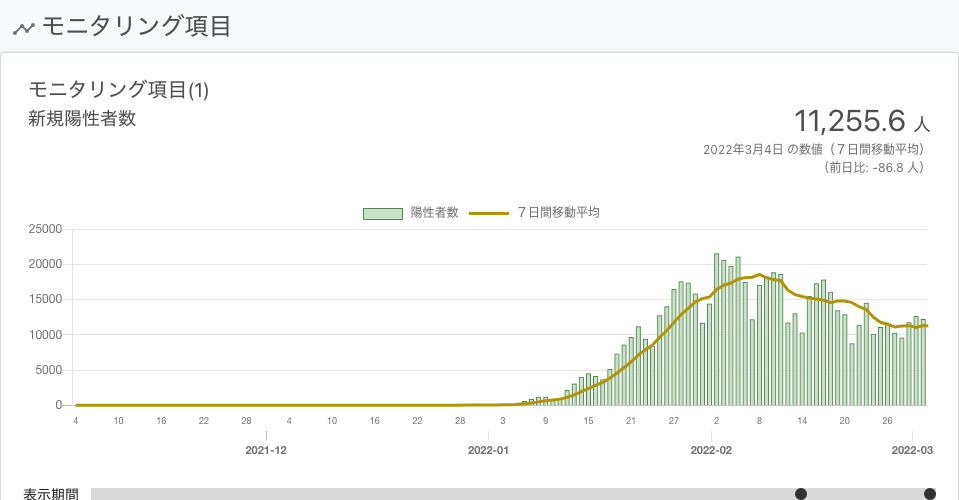 モニタリング項目
モニタリング項目(1)
新規陽性者数
11,255.6 人
2022年3月4日 の数値（７日間移動平均）
（前日比: -86.8 人）
陽性者数 ７日間移動平均
25000
20000
15000
10000
5000
0
4 10 16 22 28 4 10 16 22 28 3 9 15 21 27 2 8 14 20 26
2021-12 2022-01 2022-02 2022-03
表示期間